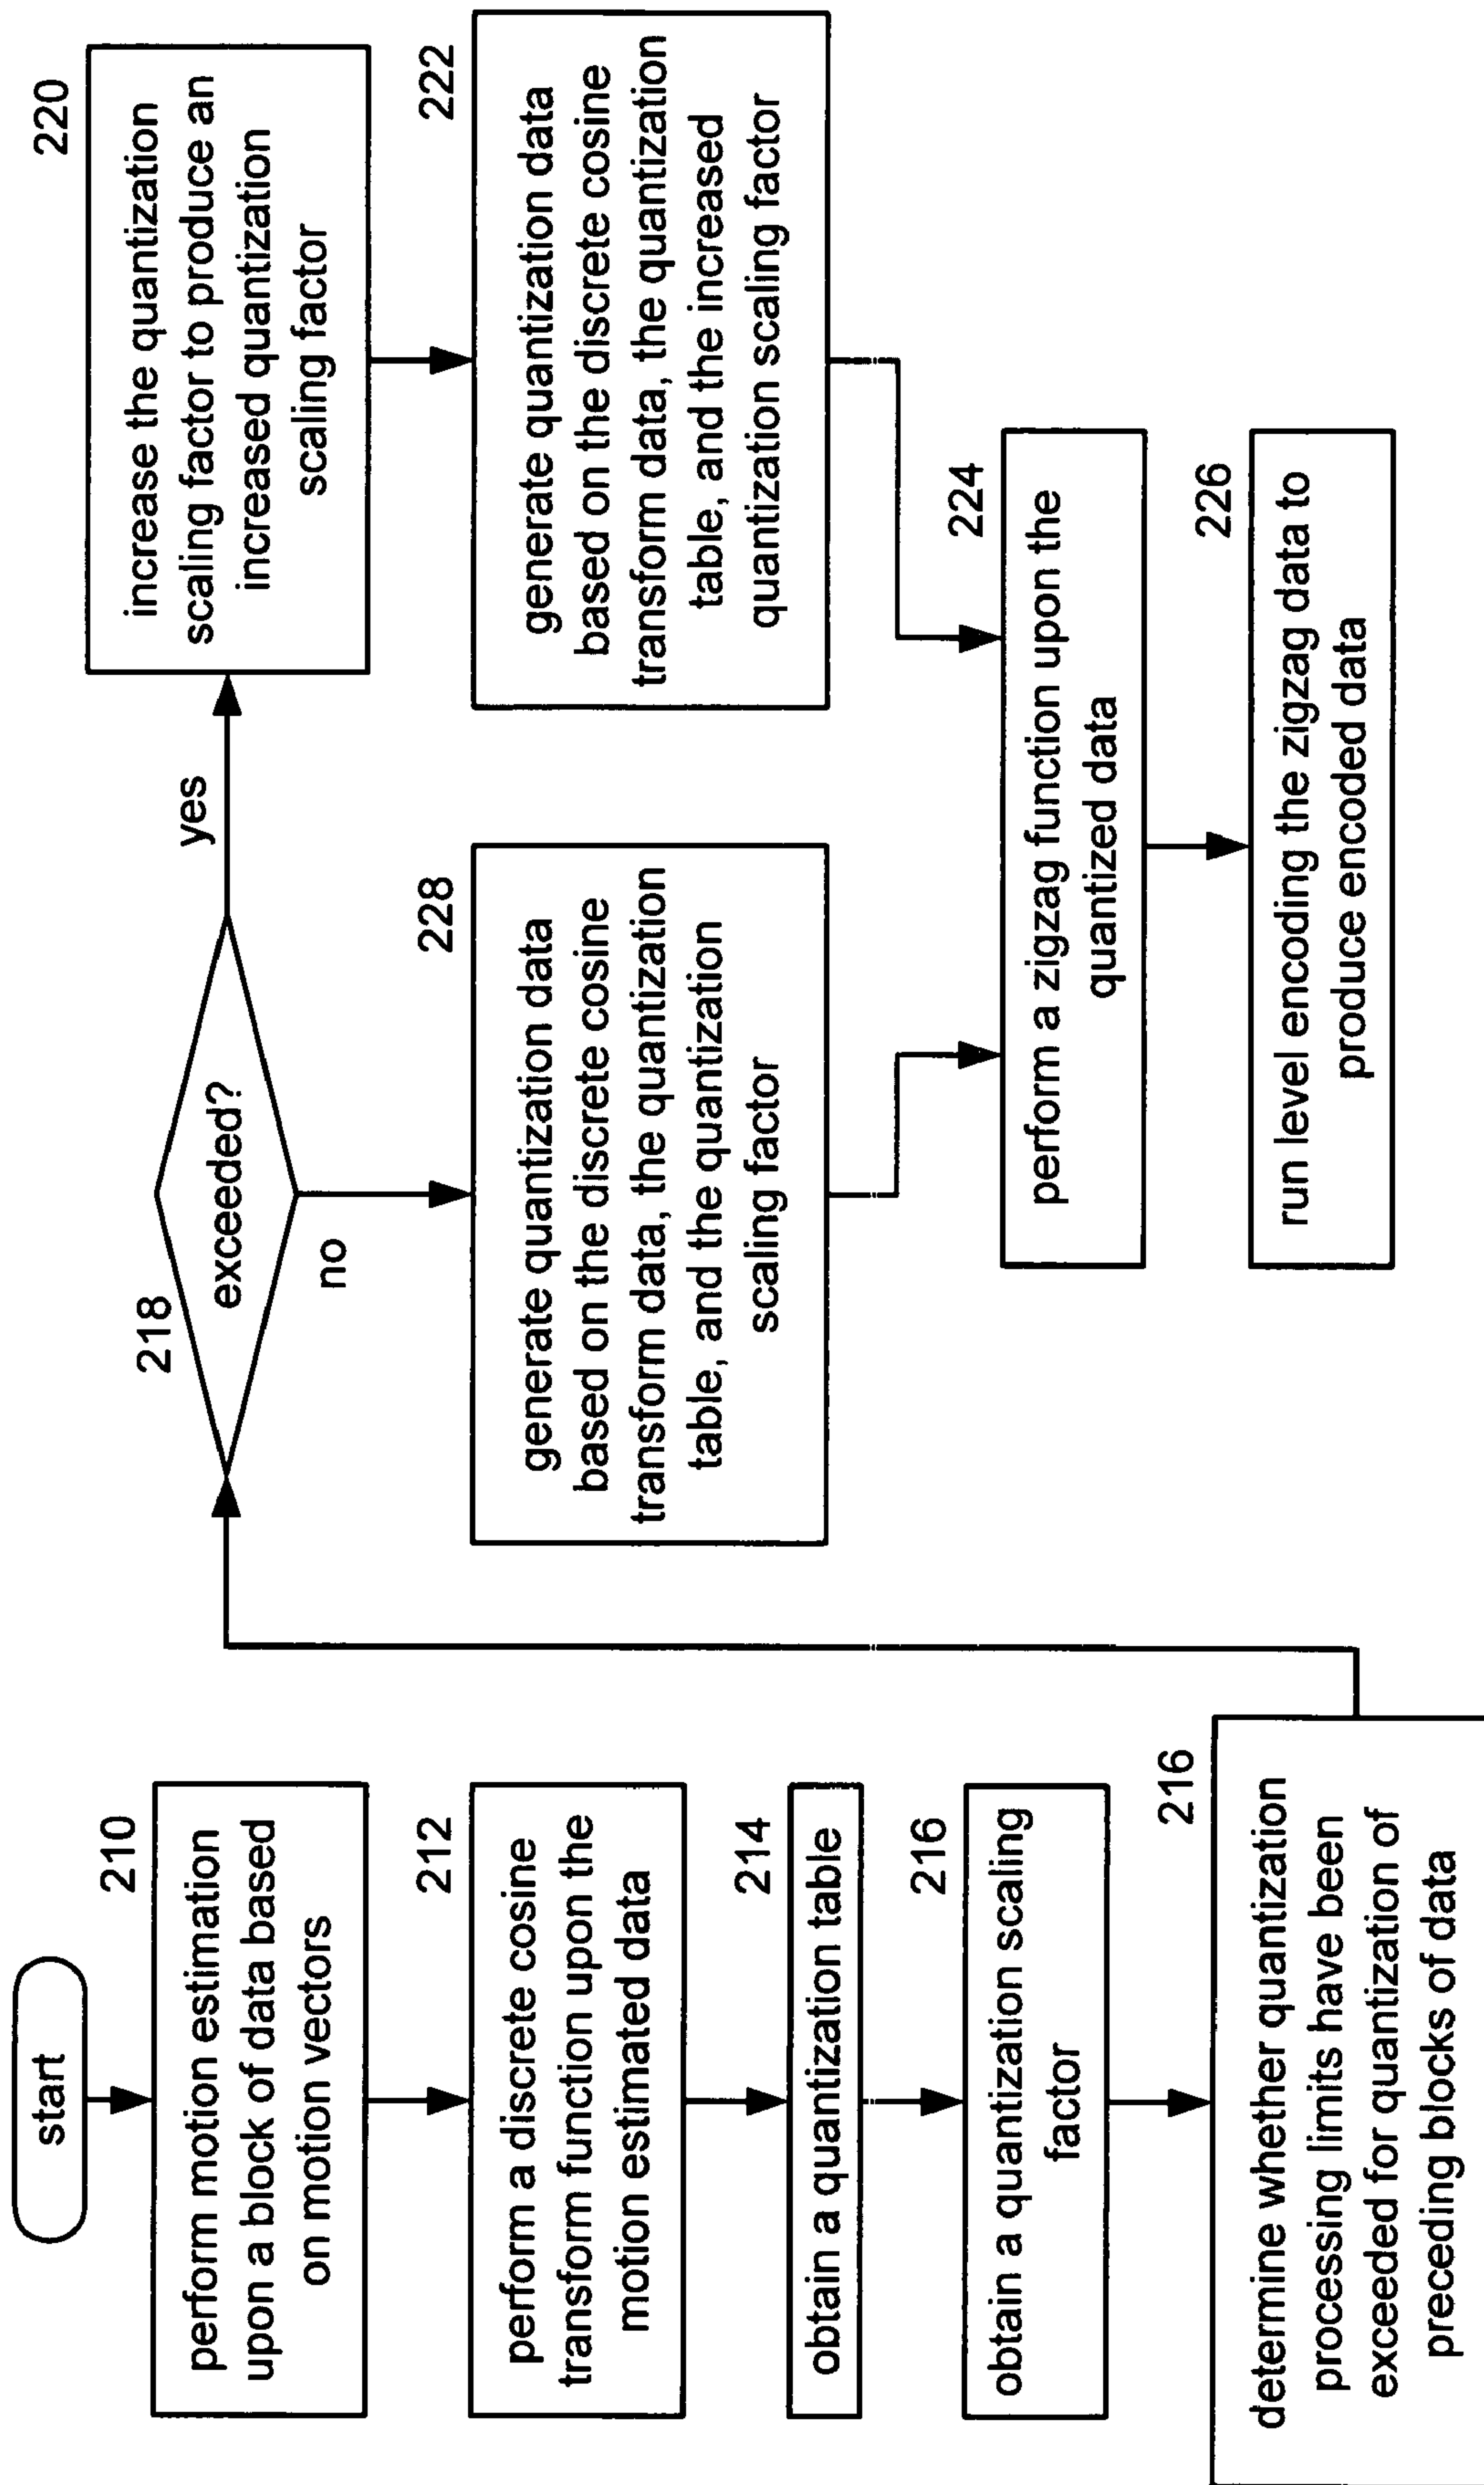 start
210
perform motion estimation
upon a block of data based
on motion vectors
212
perform a discrete cosine
transform function upon the
motion estimated data
214
obtain a quantization table
216
obtain a quantization scaling
factor
216
determine whether quantization
processing limits have been
exceeded for quantization of
preceding blocks of data
218
exceeded?
yes
no
220
increase the quantization
scaling factor to produce an
increased quantization
scaling factor
222
generate quantization data
based on the discrete cosine
transform data, the quantization
table, and the increased
quantization scaling factor
228
generate quantization data
based on the discrete cosine
transform data, the quantization
table, and the quantization
scaling factor
224
perform a zigzag function upon the
quantized data
226
run level encoding the zigzag data to
produce encoded data